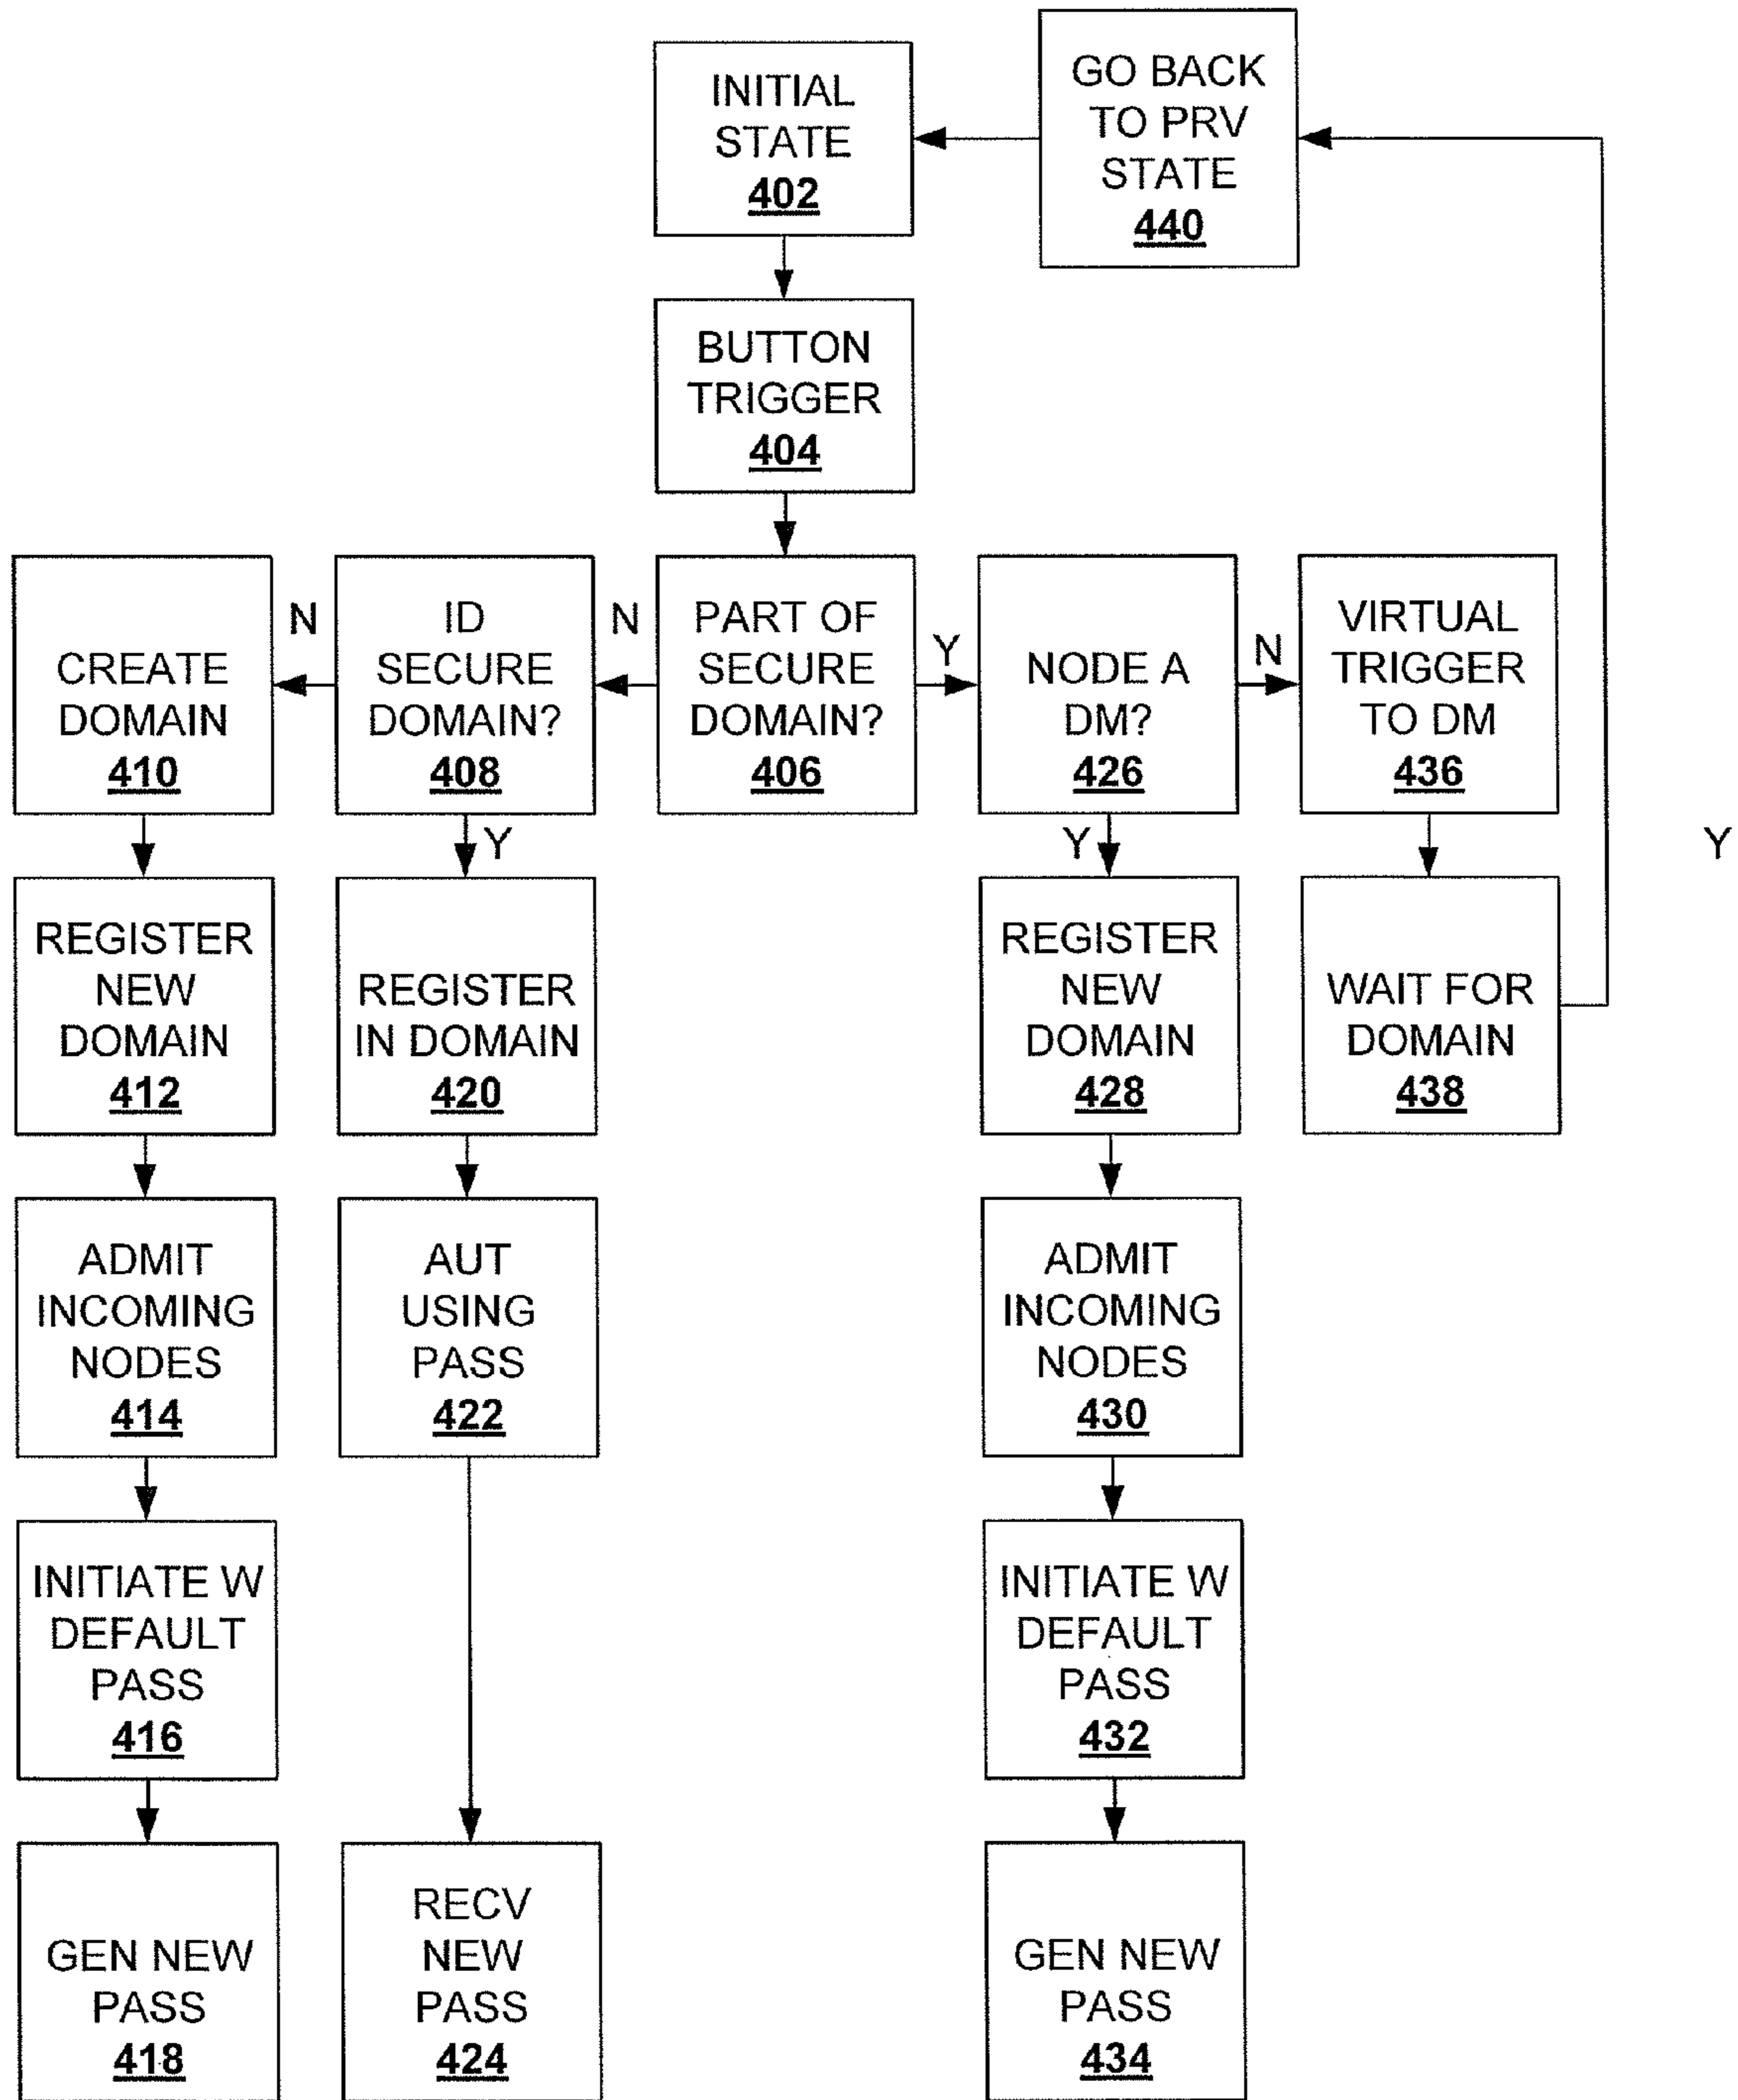 INITIAL
STATE
402
GO BACK
TO PRV
STATE
440
BUTTON
TRIGGER
404
CREATE
DOMAIN
410
N
ID
SECURE
DOMAIN?
408
N
PART OF
SECURE
DOMAIN?
406
Y
NODE A
DM?
426
N
VIRTUAL
TRIGGER
TO DM
436
Y
Y
Y
REGISTER
NEW
DOMAIN
412
REGISTER
IN DOMAIN
420
REGISTER
NEW
DOMAIN
428
WAIT FOR
DOMAIN
438
ADMIT
INCOMING
NODES
414
AUT
USING
PASS
422
ADMIT
INCOMING
NODES
430
INITIATE W
DEFAULT
PASS
416
INITIATE W
DEFAULT
PASS
432
GEN NEW
PASS
418
RECV
NEW
PASS
424
GEN NEW
PASS
434